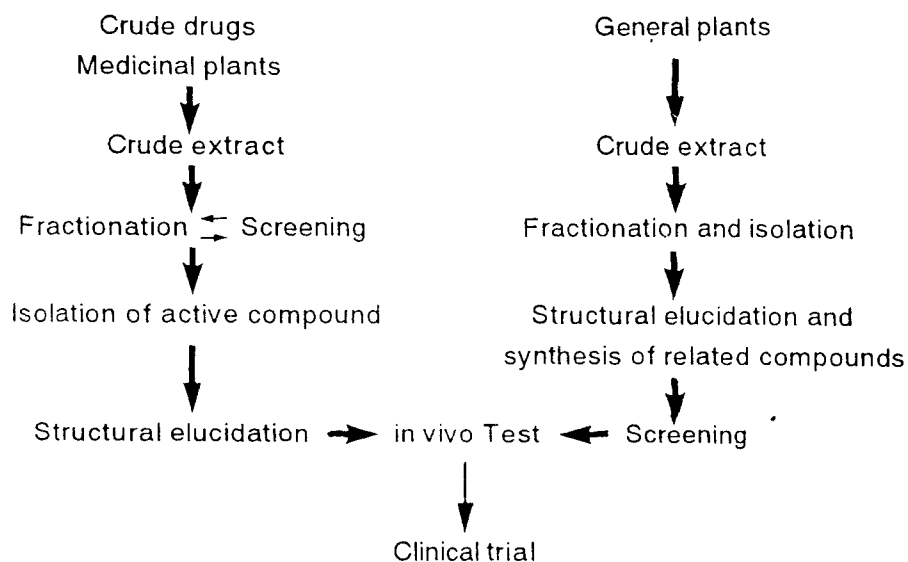 Crude drugs
Medicinal plants
Crude extract
Fractionation
Screening
Isolation of active compound
Structural elucidation
General plants
Crude extract
Fractionation and isolation
Structural elucidation and
synthesis of related compounds
Screening
in vivo Test
Clinical trial